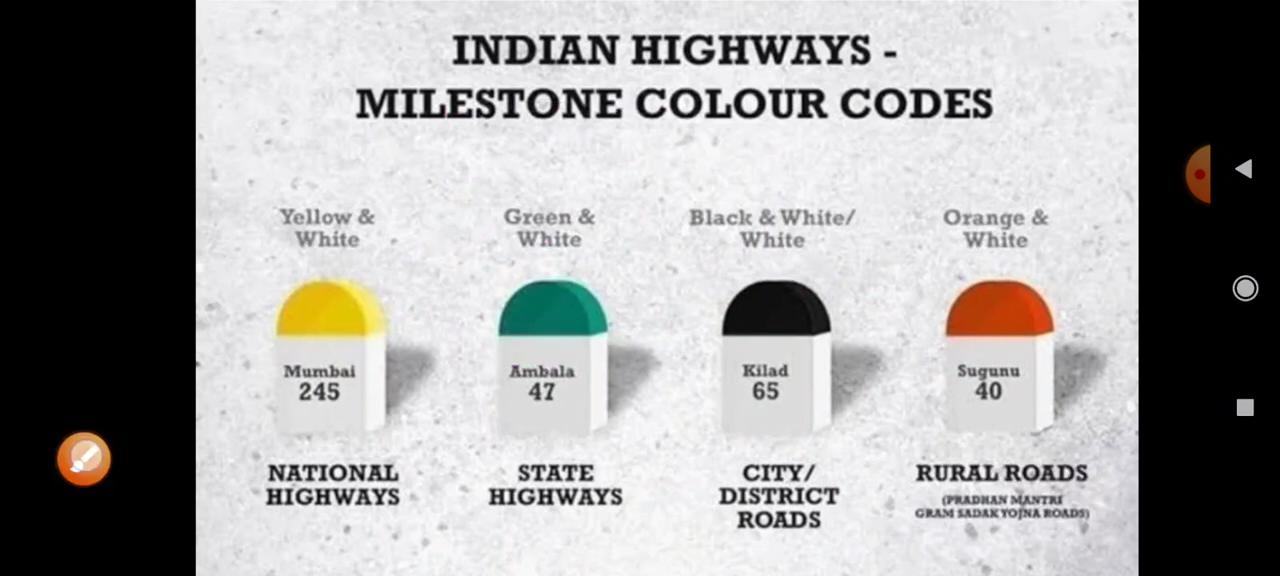 INDIAN HIGHWAYS -
MILESTONE COLOUR CODES
Yellow &
White
Green &
White
Black & White/
White
Orange &
White
Mumbai
245
Ambala
47
Kilad
65
Sugunu
40
NATIONAL
HIGHWAYS
STATE
HIGHWAYS
CITY/
DISTRICT
ROADS
RURAL ROADS
(PRADHAN MANTRI
GRAM SADAK YOJNA ROADS)